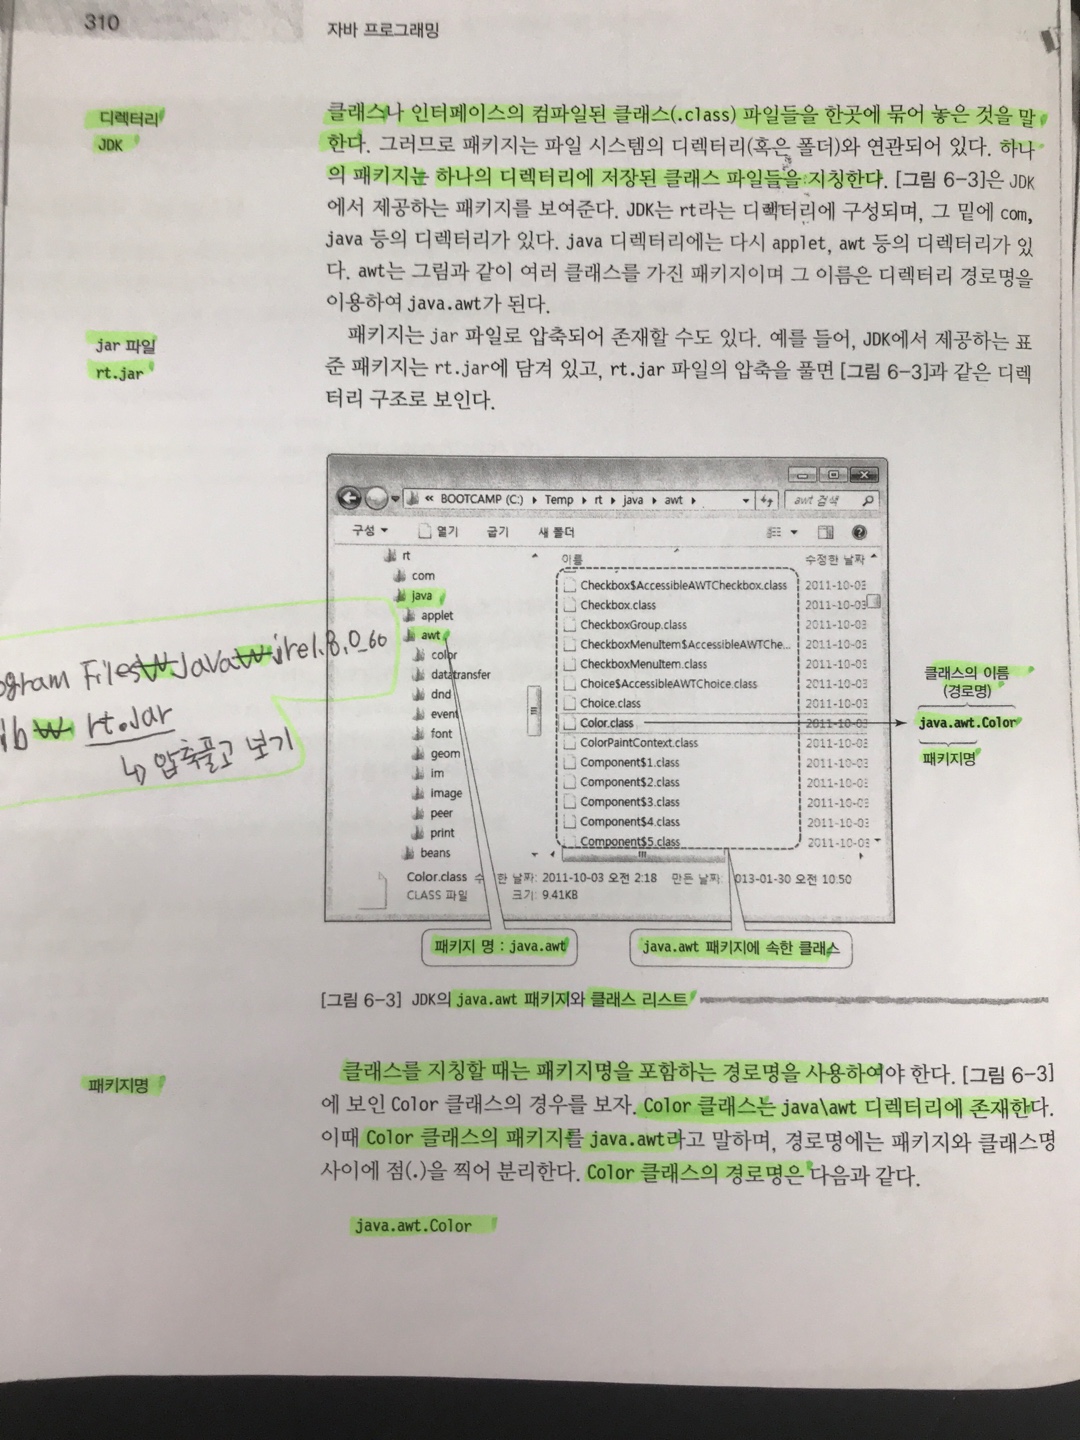 310
자바 프로그래밍
디렉터리
JDK
클래스나 인터페이스의 컴파일된 클래스(.class) 파일들을 한곳에 묶어 놓은 것을 말
한다. 그러므로 패키지는 파일 시스템의 디렉터리(혹은 폴더)와 연관되어 있다. 하나
의 패키지는 하나의 디렉터리에 저장된 클래스 파일들을 지칭한다. [그림 6-3]은 JDK
에서 제공하는 패키지를 보여준다. JDK는 rt라는 디렉터리에 구성되며, 그 밑에 com,
java 등의 디렉터리가 있다. java 디렉터리에는 다시 applet, awt 등의 디렉터리가 있
다. awt는 그림과 같이 여러 클래스를 가진 패키지이며 그 이름은 디렉터리 경로명을
이용하여 java.awt가 된다.
jar 파일
rt.jar
패키지는 jar 파일로 압축되어 존재할 수도 있다. 예를 들어, JDK에서 제공하는 표
준 패키지는 rt.jar에 담겨 있고, rt.jar 파일의 압축을 풀면 [그림 6-3]과 같은 디렉
터리 구조로 보인다.
« BOOTCAMP (C:) ▸ Temp ▸ rt ▸ java ▸ awt ▸
awt 검색
구성 ▾ 열기 굽기 새 폴더
rt
com
java
applet
awt
color
datatransfer
dnd
event
font
geom
im
image
peer
print
beans
이름 수정한 날짜
Checkbox$AccessibleAWTCheckbox.class 2011-10-03
Checkbox.class 2011-10-03
CheckboxGroup.class 2011-10-03
CheckboxMenuItem$AccessibleAWTChe... 2011-10-03
CheckboxMenuItem.class 2011-10-03
Choice$AccessibleAWTChoice.class 2011-10-03
Choice.class 2011-10-03
Color.class 2011-10-03
ColorPaintContext.class 2011-10-03
Component$1.class 2011-10-03
Component$2.class 2011-10-03
Component$3.class 2011-10-03
Component$4.class 2011-10-03
Component$5.class 2011-10-03
Color.class 수 한 날짜: 2011-10-03 오전 2:18 만든 날짜: 013-01-30 오전 10:50
CLASS 파일 크기: 9.41KB
클래스의 이름
(경로명)
java.awt.Color
패키지명
ogram Files₩Java₩jre1.8.0_60
ib₩ rt.jar
↳ 압축풀고 보기
패키지 명 : java.awt
java.awt 패키지에 속한 클래스
[그림 6-3] JDK의 java.awt 패키지와 클래스 리스트
패키지명
클래스를 지칭할 때는 패키지명을 포함하는 경로명을 사용하여야 한다. [그림 6-3]
에 보인 Color 클래스의 경우를 보자. Color 클래스는 java\awt 디렉터리에 존재한다.
이때 Color 클래스의 패키지를 java.awt라고 말하며, 경로명에는 패키지와 클래스명
사이에 점(.)을 찍어 분리한다. Color 클래스의 경로명은 다음과 같다.
java.awt.Color